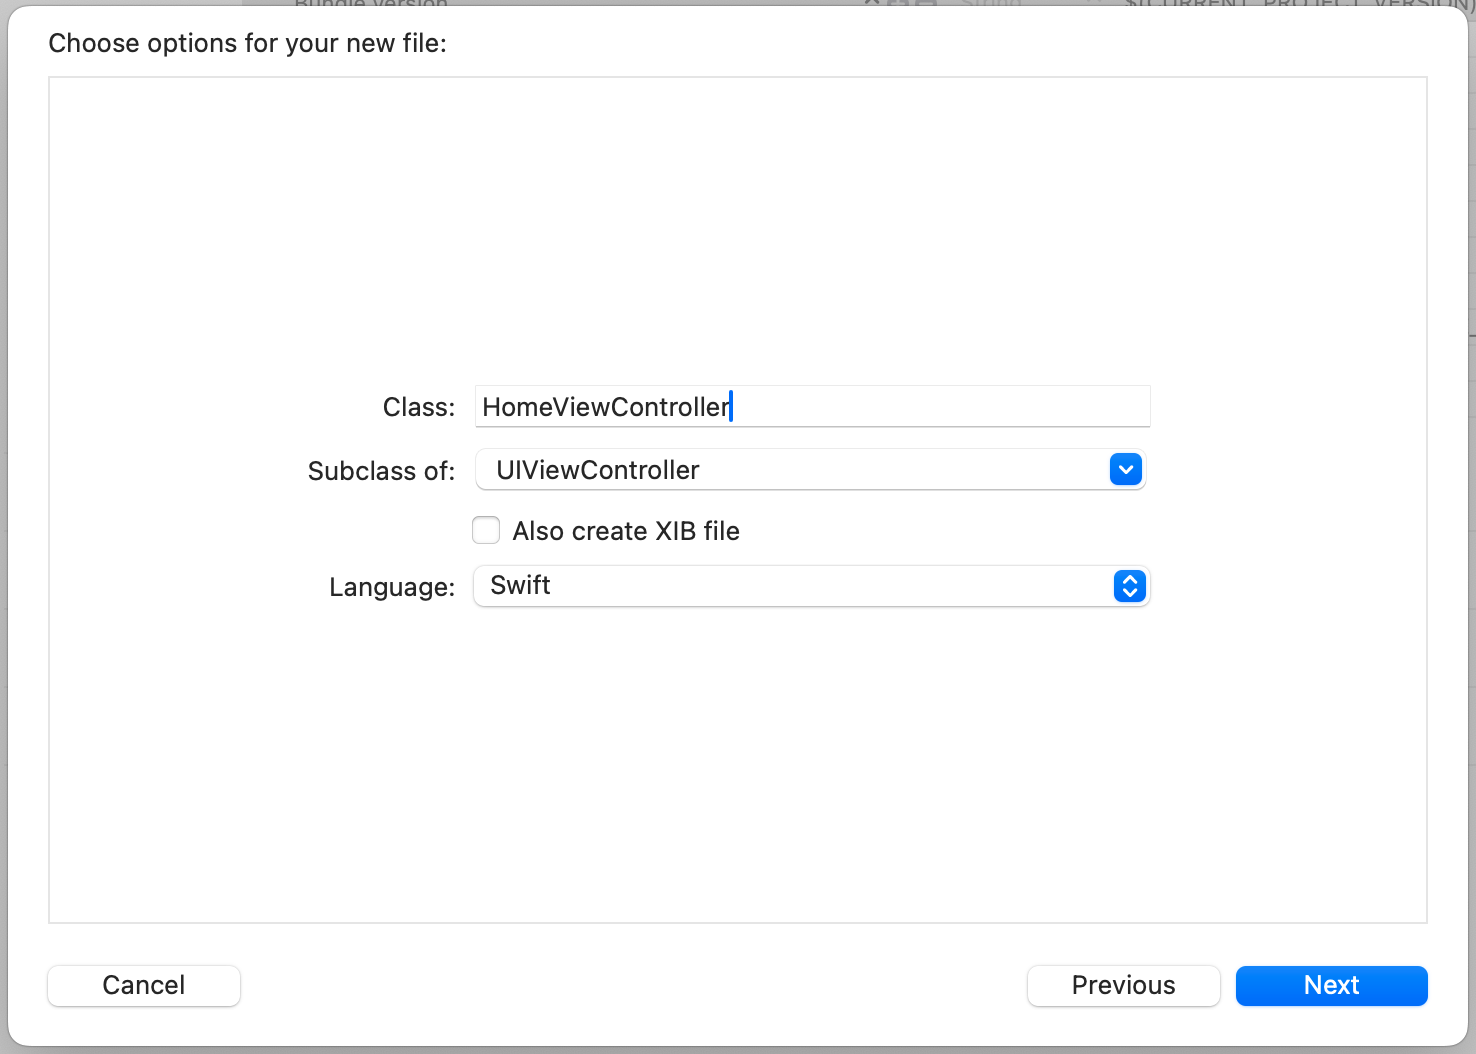 Bundle version String $(CURRENT_PROJECT_VERSION)
Choose options for your new file:
Class: HomeViewController
Subclass of: UIViewController
Also create XIB file
Language: Swift
Cancel Previous Next